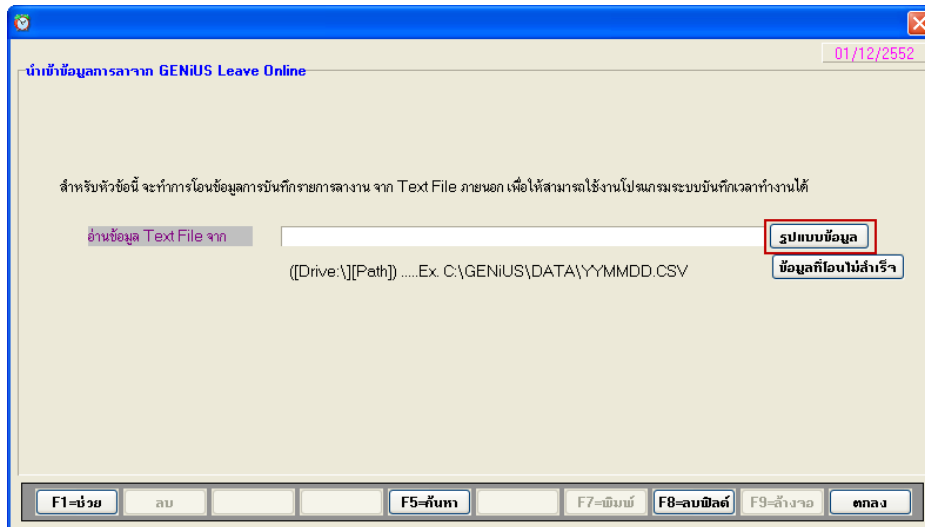 01/12/2552
นำเข้าข้อมูลการลาจาก GENiUS Leave Online
สำหรับหัวข้อนี้ จะทำการโอนข้อมูลการบันทึกรายการลางาน จาก Text File ภายนอก เพื่อให้สามารถใช้งานโปรแกรมระบบบันทึกเวลาทำงานได้
อ่านข้อมูล Text File จาก
รูปแบบข้อมูล
([Drive:\][Path]) .....Ex. C:\GENiUS\DATA\YYMMDD.CSV
ข้อมูลที่โอนไม่สำเร็จ
F1=ช่วย ลบ F5=ค้นหา F7=พิมพ์ F8=ลบฟิลด์ F9=ล้างจอ ตกลง